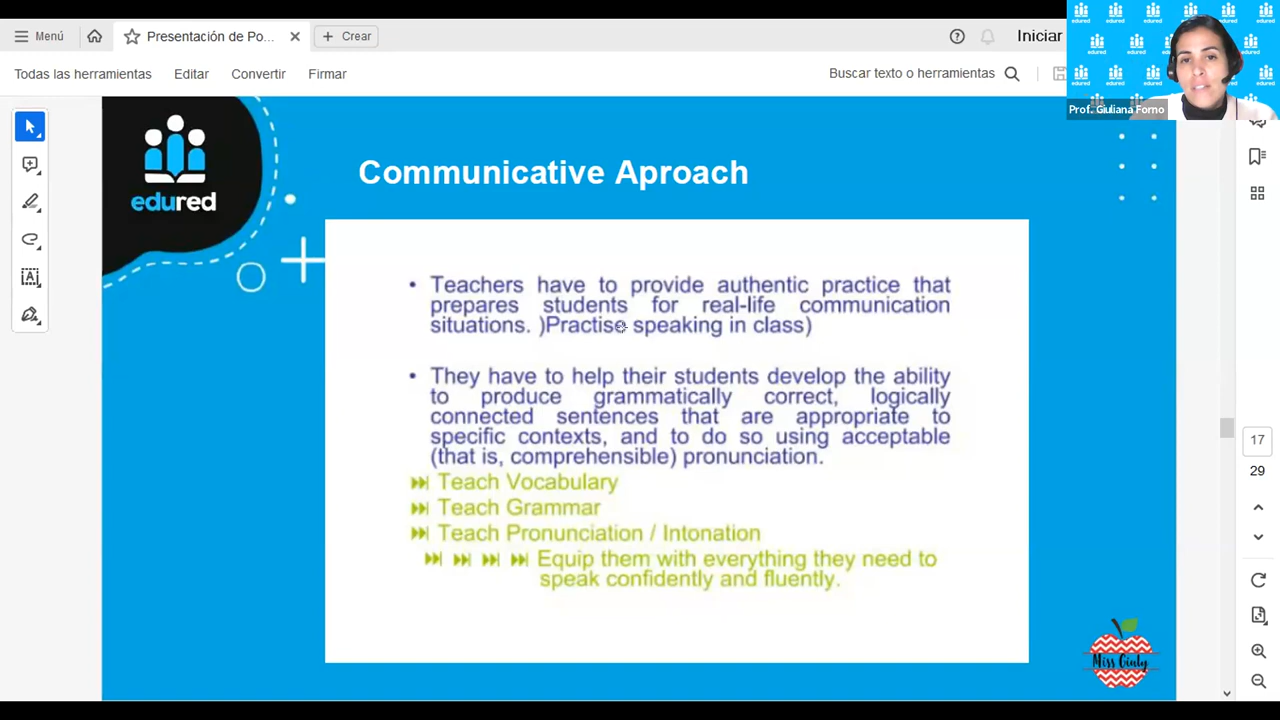 Menú
Presentación de Po...
Crear
Iniciar
Todas las herramientas
Editar
Convertir
Firmar
Buscar texto o herramientas
edured
Prof. Giuliana Forno
edured
Communicative Aproach
• Teachers have to provide authentic practice that
prepares students for real-life communication
situations. )Practise speaking in class)
• They have to help their students develop the ability
to produce grammatically correct, logically
connected sentences that are appropriate to
specific contexts, and to do so using acceptable
(that is, comprehensible) pronunciation.
Teach Vocabulary
Teach Grammar
Teach Pronunciation / Intonation
Equip them with everything they need to
speak confidently and fluently.
17
29
Miss Gialy